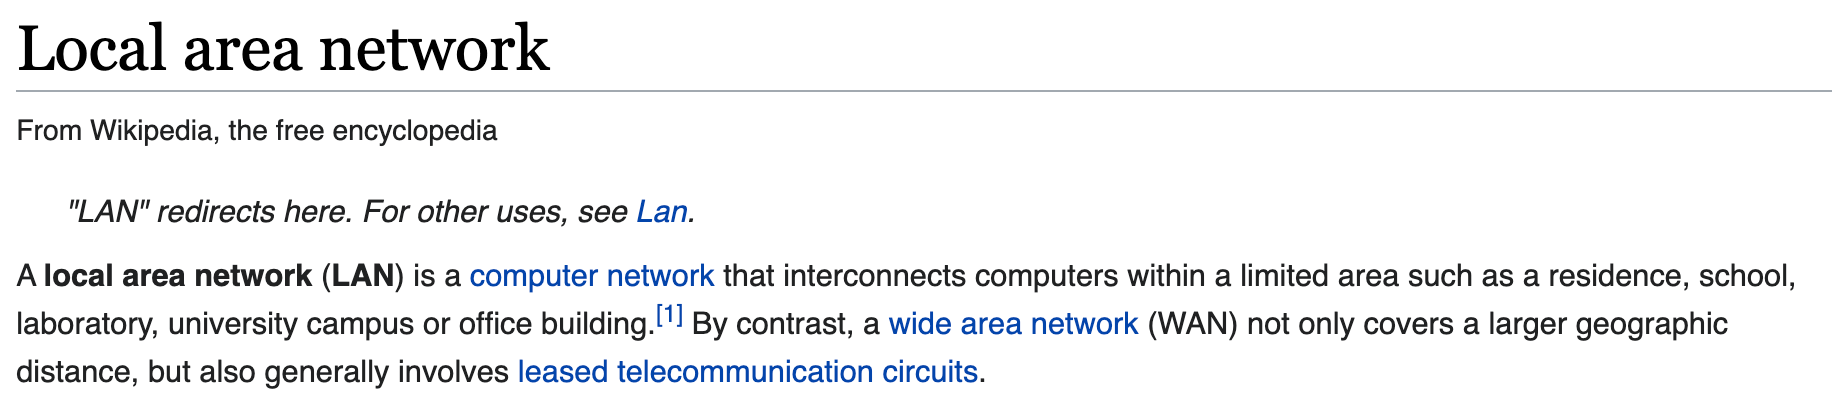 Local area network
From Wikipedia, the free encyclopedia
"LAN" redirects here. For other uses, see Lan.
A local area network (LAN) is a computer network that interconnects computers within a limited area such as a residence, school,
laboratory, university campus or office building.[1] By contrast, a wide area network (WAN) not only covers a larger geographic
distance, but also generally involves leased telecommunication circuits.